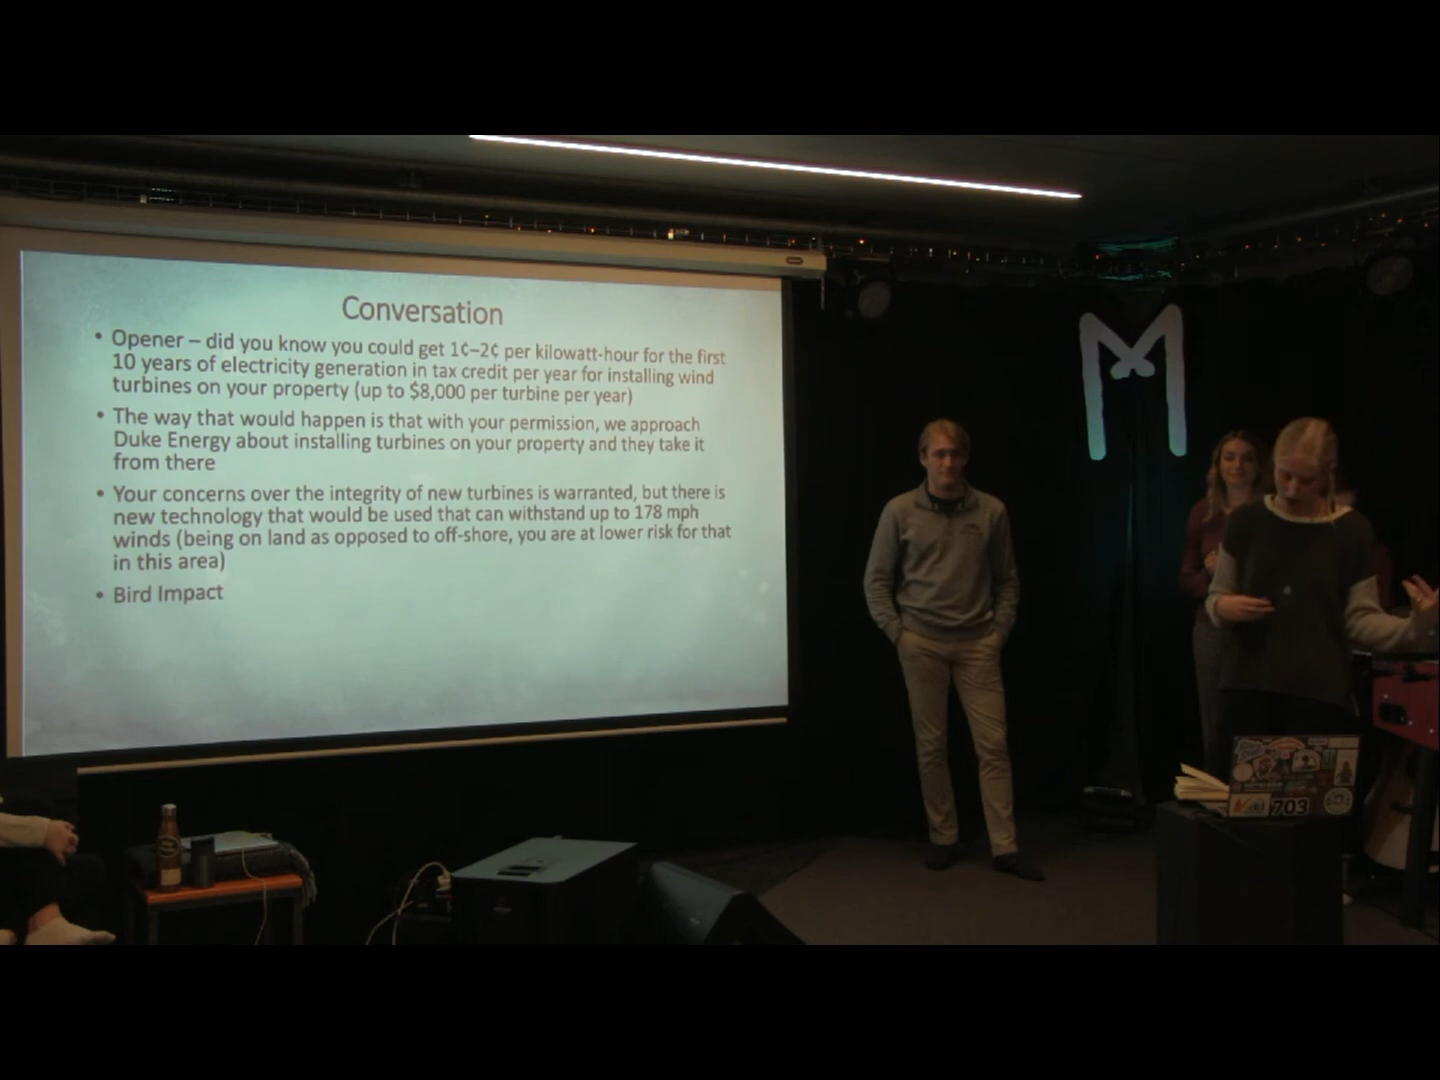 Conversation
• Opener – did you know you could get 1¢–2¢ per kilowatt-hour for the first
10 years of electricity generation in tax credit per year for installing wind
turbines on your property (up to $8,000 per turbine per year)
• The way that would happen is that with your permission, we approach
Duke Energy about installing turbines on your property and they take it
from there
• Your concerns over the integrity of new turbines is warranted, but there is
new technology that would be used that can withstand up to 178 mph
winds (being on land as opposed to off-shore, you are at lower risk for that
in this area)
• Bird Impact
M
703